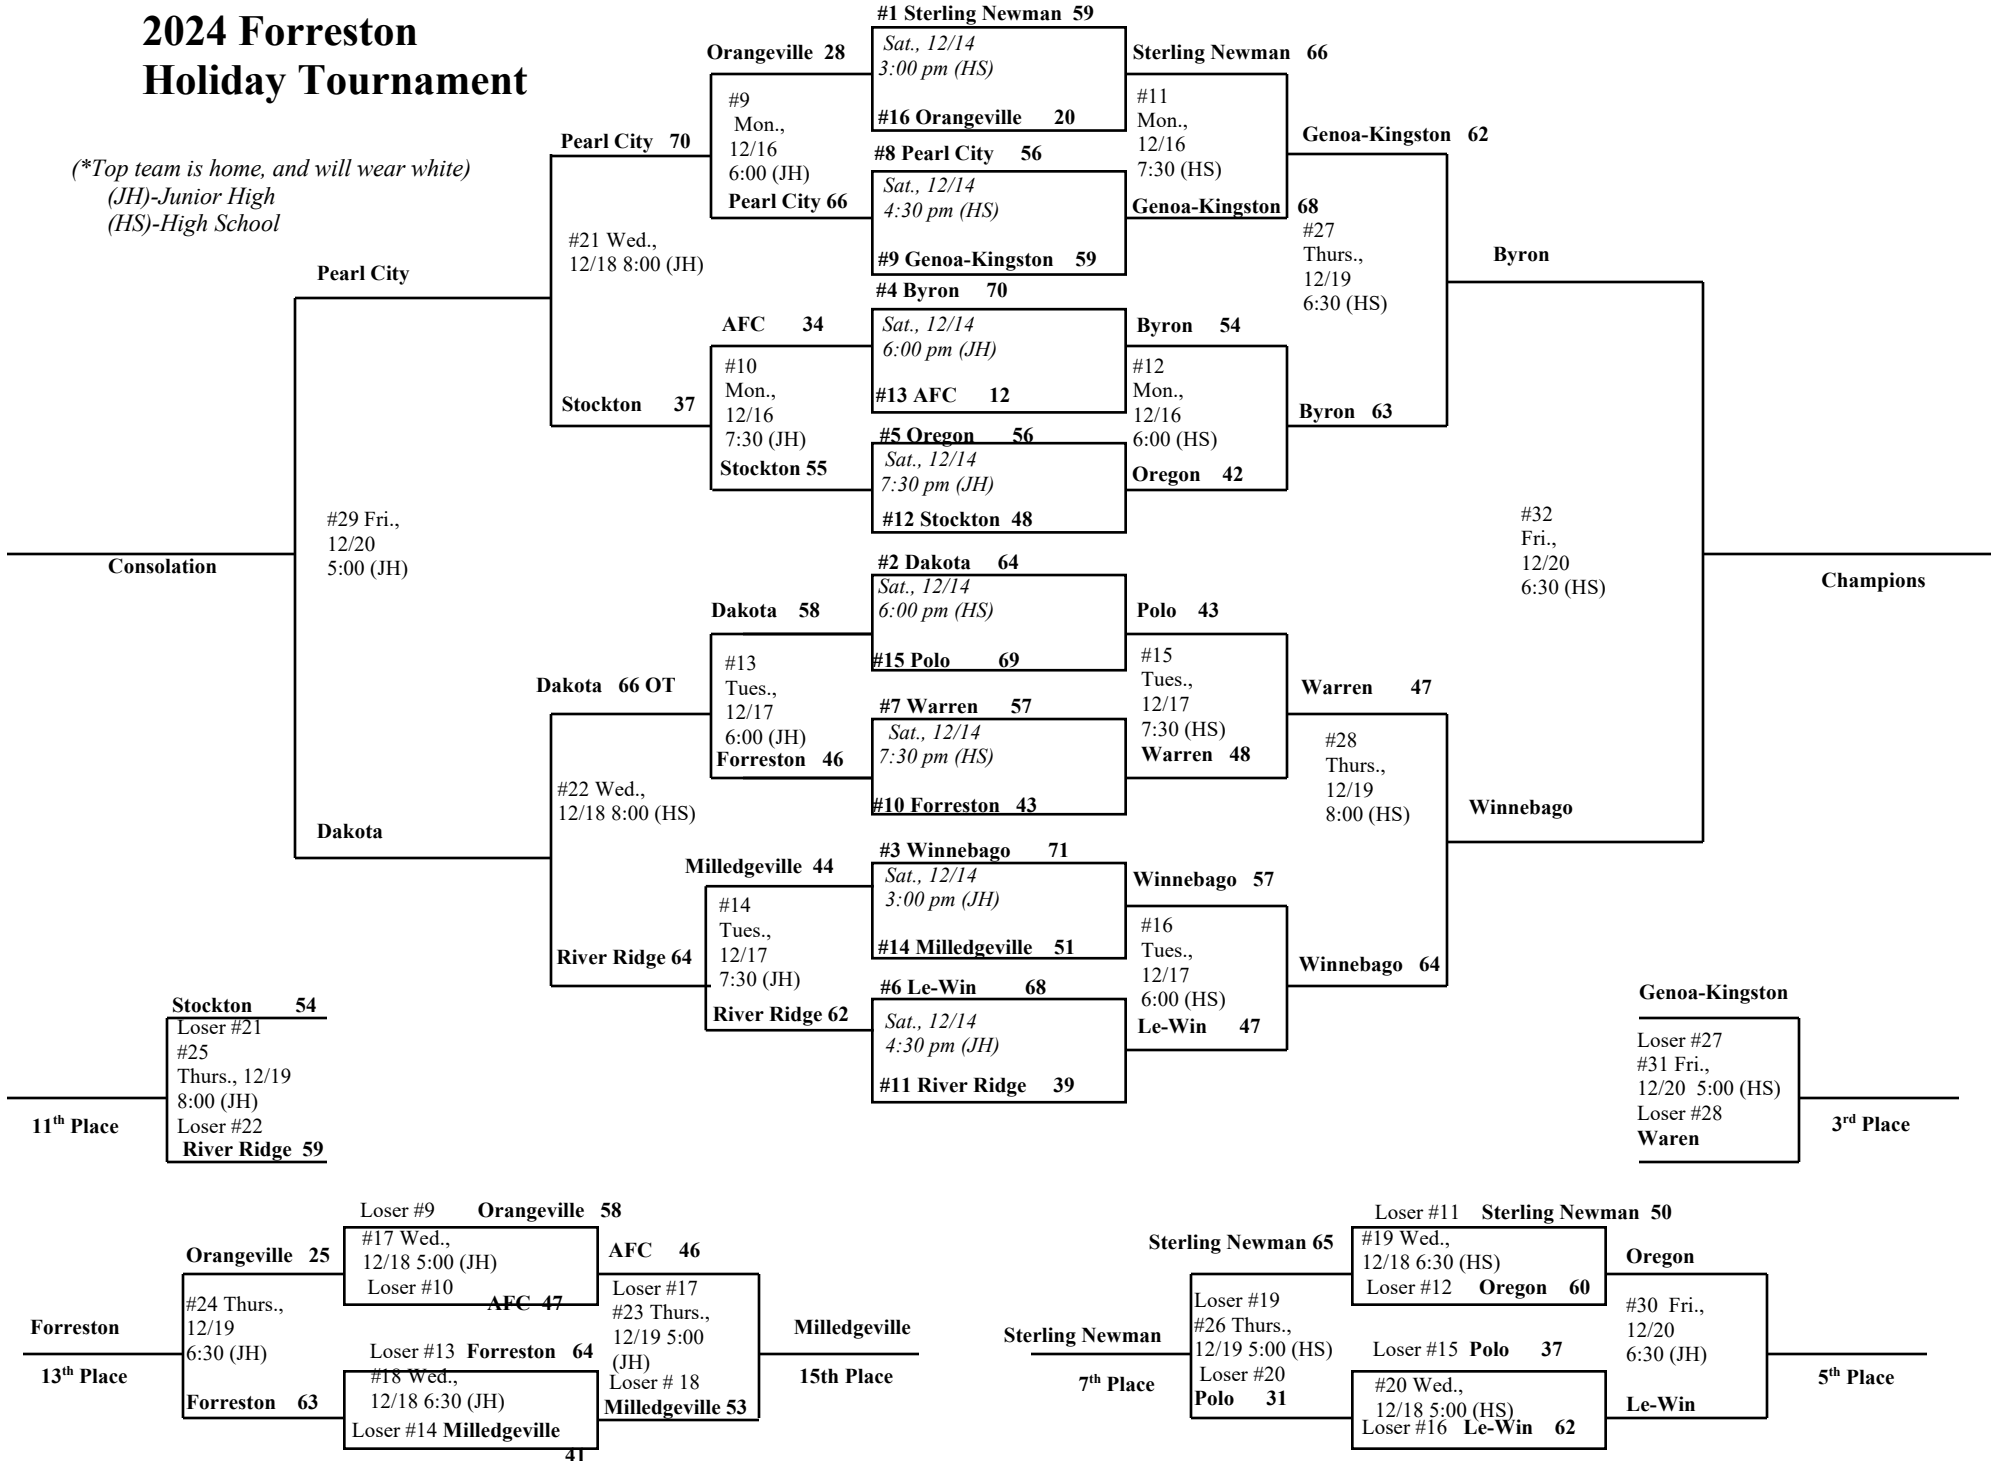 2024 Forreston
Holiday Tournament
(*Top team is home, and will wear white)
(JH)-Junior High
(HS)-High School
#1 Sterling Newman 59
Sat., 12/14
3:00 pm (HS)
#16 Orangeville 20
#8 Pearl City 56
Sat., 12/14
4:30 pm (HS)
#9 Genoa-Kingston 59
#4 Byron 70
Sat., 12/14
6:00 pm (JH)
#13 AFC 12
#5 Oregon 56
Sat., 12/14
7:30 pm (JH)
#12 Stockton 48
#2 Dakota 64
Sat., 12/14
6:00 pm (HS)
#15 Polo 69
#7 Warren 57
Sat., 12/14
7:30 pm (HS)
#10 Forreston 43
#3 Winnebago 71
Sat., 12/14
3:00 pm (JH)
#14 Milledgeville 51
#6 Le-Win 68
Sat., 12/14
4:30 pm (JH)
#11 River Ridge 39
Orangeville 28
#9
Mon.,
12/16
6:00 (JH)
Pearl City 66
AFC 34
#10
Mon.,
12/16
7:30 (JH)
Stockton 55
Dakota 58
#13
Tues.,
12/17
6:00 (JH)
Forreston 46
Milledgeville 44
#14
Tues.,
12/17
7:30 (JH)
River Ridge 62
Pearl City 70
#21 Wed.,
12/18 8:00 (JH)
Stockton 37
Dakota 66 OT
#22 Wed.,
12/18 8:00 (HS)
River Ridge 64
Pearl City
#29 Fri.,
12/20
5:00 (JH)
Dakota
Consolation
Sterling Newman 66
#11
Mon.,
12/16
7:30 (HS)
Genoa-Kingston 68
Byron 54
#12
Mon.,
12/16
6:00 (HS)
Oregon 42
Polo 43
#15
Tues.,
12/17
7:30 (HS)
Warren 48
Winnebago 57
#16
Tues.,
12/17
6:00 (HS)
Le-Win 47
Genoa-Kingston 62
#27
Thurs.,
12/19
6:30 (HS)
Byron 63
Warren 47
#28
Thurs.,
12/19
8:00 (HS)
Winnebago 64
Byron
#32
Fri.,
12/20
6:30 (HS)
Winnebago
Champions
Stockton 54
Loser #21
#25
Thurs., 12/19
8:00 (JH)
Loser #22
River Ridge 59
11th Place
Genoa-Kingston
Loser #27
#31 Fri.,
12/20 5:00 (HS)
Loser #28
Waren
3rd Place
Loser #9 Orangeville 58
#17 Wed.,
12/18 5:00 (JH)
Loser #10
AFC 47
Loser #13 Forreston 64
#18 Wed.,
12/18 6:30 (JH)
Loser #14 Milledgeville
41
Orangeville 25
#24 Thurs.,
12/19
6:30 (JH)
Forreston 63
Forreston
13th Place
AFC 46
Loser #17
#23 Thurs.,
12/19 5:00
(JH)
Loser # 18
Milledgeville 53
Milledgeville
15th Place
Loser #11 Sterling Newman 50
#19 Wed.,
12/18 6:30 (HS)
Loser #12 Oregon 60
Loser #15 Polo 37
#20 Wed.,
12/18 5:00 (HS)
Loser #16 Le-Win 62
Sterling Newman 65
Loser #19
#26 Thurs.,
12/19 5:00 (HS)
Loser #20
Polo 31
Sterling Newman
7th Place
Oregon
#30 Fri.,
12/20
6:30 (JH)
Le-Win
5th Place